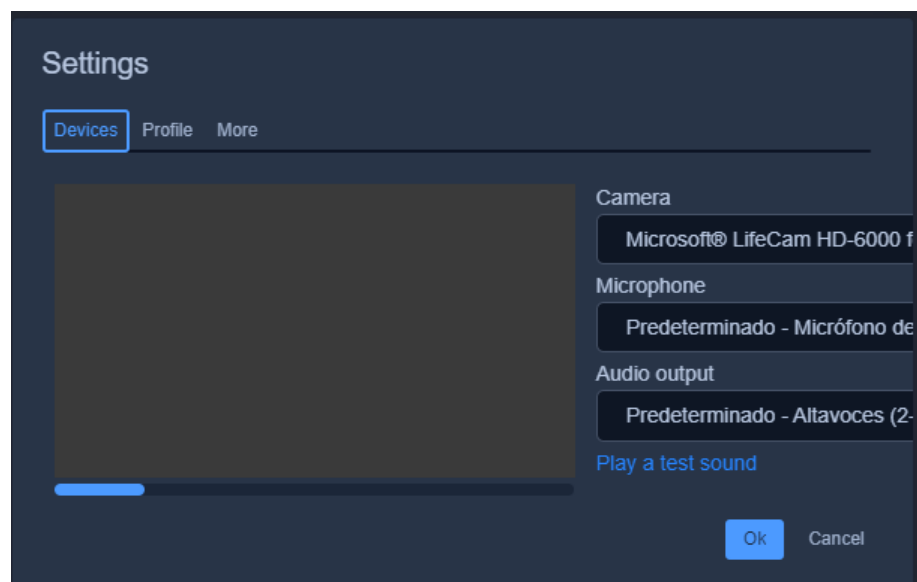 Settings
Devices Profile More
Camera
Microsoft® LifeCam HD-6000 f
Microphone
Predeterminado - Micrófono de
Audio output
Predeterminado - Altavoces (2-
Play a test sound
Ok Cancel